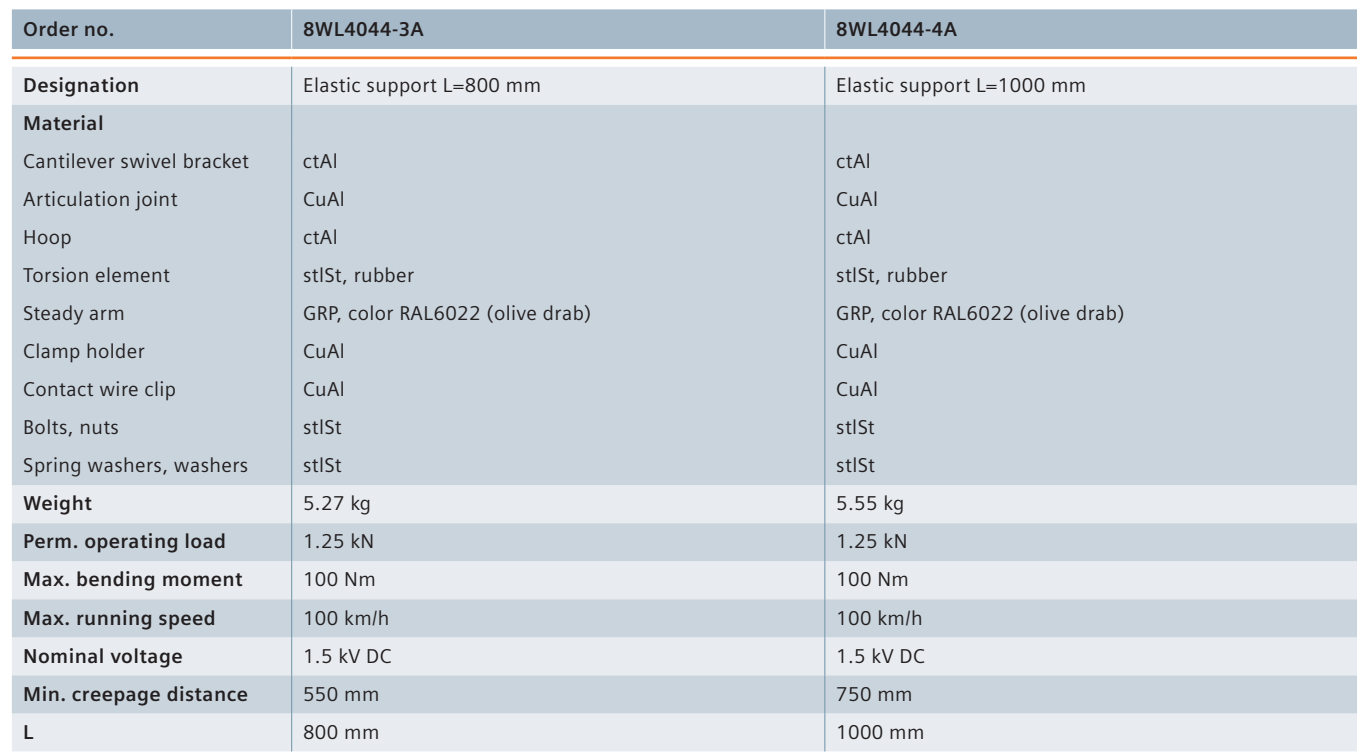 Order no. 8WL4044-3A 8WL4044-4A
Designation Elastic support L=800 mm Elastic support L=1000 mm
Material
Cantilever swivel bracket ctAl ctAl
Articulation joint CuAl CuAl
Hoop ctAl ctAl
Torsion element stlSt, rubber stlSt, rubber
Steady arm GRP, color RAL6022 (olive drab) GRP, color RAL6022 (olive drab)
Clamp holder CuAl CuAl
Contact wire clip CuAl CuAl
Bolts, nuts stlSt stlSt
Spring washers, washers stlSt stlSt
Weight 5.27 kg 5.55 kg
Perm. operating load 1.25 kN 1.25 kN
Max. bending moment 100 Nm 100 Nm
Max. running speed 100 km/h 100 km/h
Nominal voltage 1.5 kV DC 1.5 kV DC
Min. creepage distance 550 mm 750 mm
L 800 mm 1000 mm